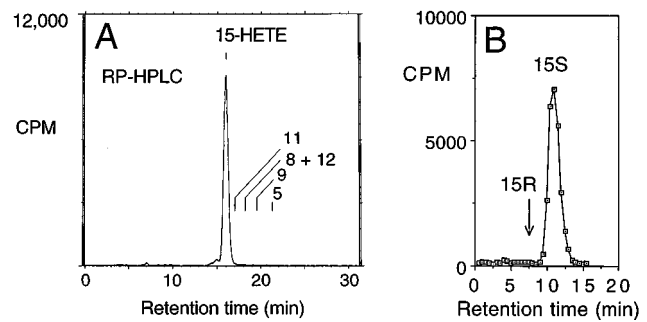 12,000
A
15-HETE
RP-HPLC
CPM
11
8 + 12
9
5
0 10 20 30
Retention time (min)
10000
B
CPM
15S
5000
15R
0
0 5 10 15 20
Retention time (min)